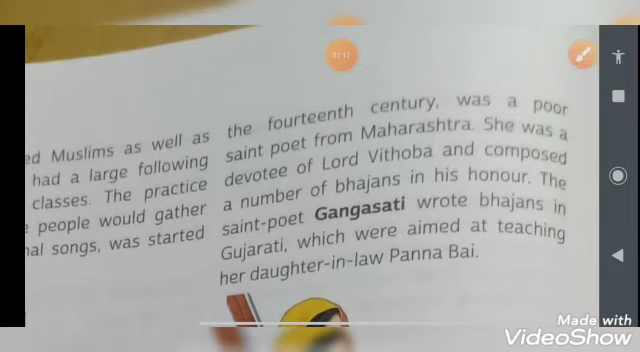 ed Muslims as well as
had a large following
classes. The practice
people would gather
nal songs, was started
the fourteenth century, was a poor
saint poet from Maharashtra. She was a
devotee of Lord Vithoba and composed
a number of bhajans in his honour. The
saint-poet Gangasati wrote bhajans in
Gujarati, which were aimed at teaching
her daughter-in-law Panna Bai.
Made with
VideoShow